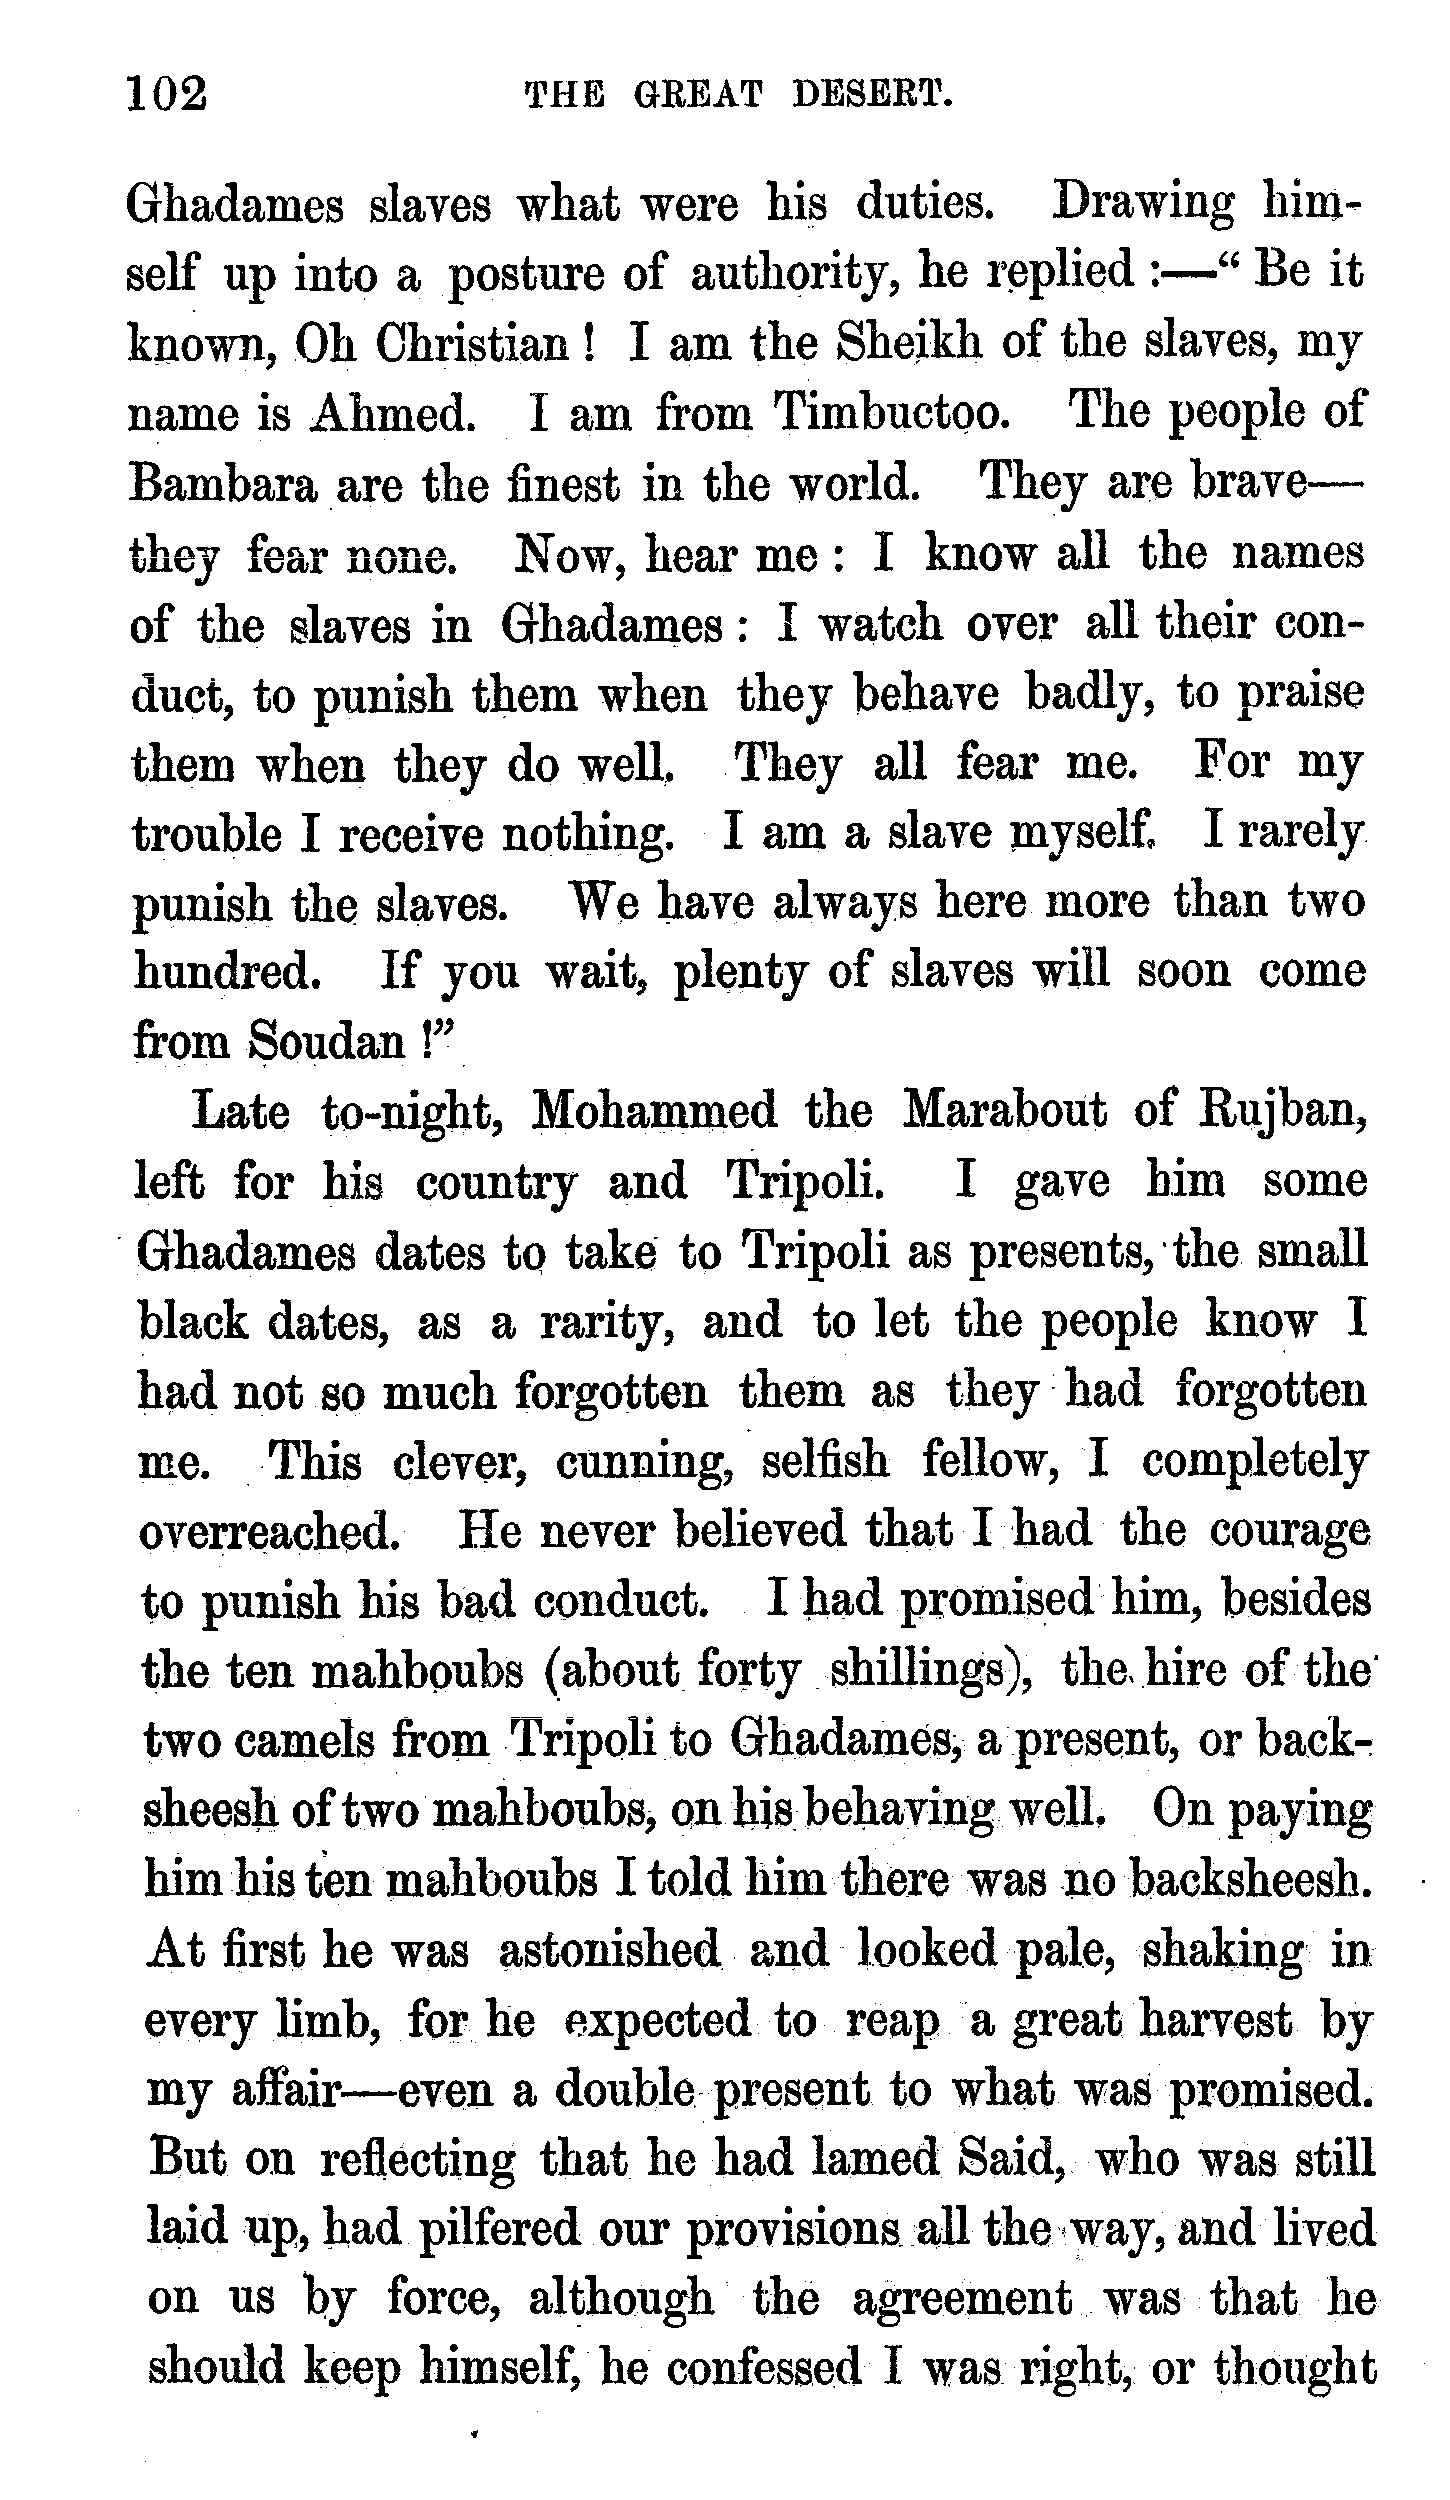 102 THE GREAT DESERT.
Ghadames slaves what were his duties. Drawing him-
self up into a posture of authority, he replied :—“ Be it
known, Oh Christian ! I am the Sheikh of the slaves, my
name is Ahmed. I am from Timbuctoo. The people of
Bambara are the finest in the world. They are brave—
they fear none. Now, hear me : I know all the names
of the slaves in Ghadames : I watch over all their con-
duct, to punish them when they behave badly, to praise
them when they do well. They all fear me. For my
trouble I receive nothing. I am a slave myself. I rarely
punish the slaves. We have always here more than two
hundred. If you wait, plenty of slaves will soon come
from Soudan !”
Late to-night, Mohammed the Marabout of Rujban,
left for his country and Tripoli. I gave him some
Ghadames dates to take to Tripoli as presents, the small
black dates, as a rarity, and to let the people know I
had not so much forgotten them as they had forgotten
me. This clever, cunning, selfish fellow, I completely
overreached. He never believed that I had the courage
to punish his bad conduct. I had promised him, besides
the ten mahboubs (about forty shillings), the hire of the
two camels from Tripoli to Ghadames, a present, or back-
sheesh of two mahboubs, on his behaving well. On paying
him his ten mahboubs I told him there was no backsheesh.
At first he was astonished and looked pale, shaking in
every limb, for he expected to reap a great harvest by
my affair—even a double present to what was promised.
But on reflecting that he had lamed Said, who was still
laid up, had pilfered our provisions all the way, and lived
on us by force, although the agreement was that he
should keep himself, he confessed I was right, or thought